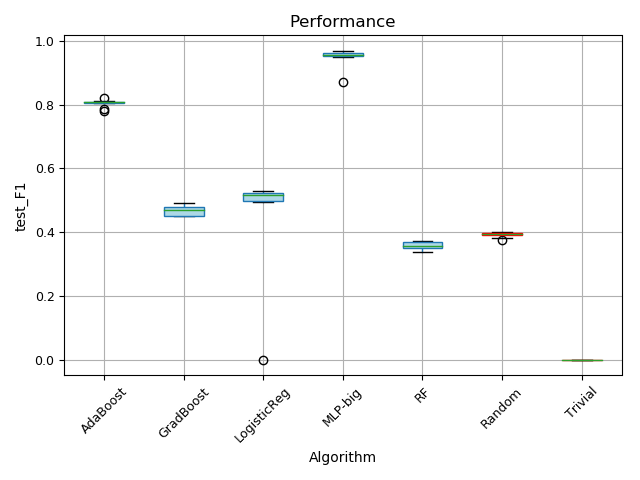 Performance
1.0
0.8
0.6
0.4
0.2
0.0
test_F1
AdaBoost
GradBoost
LogisticReg
MLP-big
RF
Random
Trivial
Algorithm